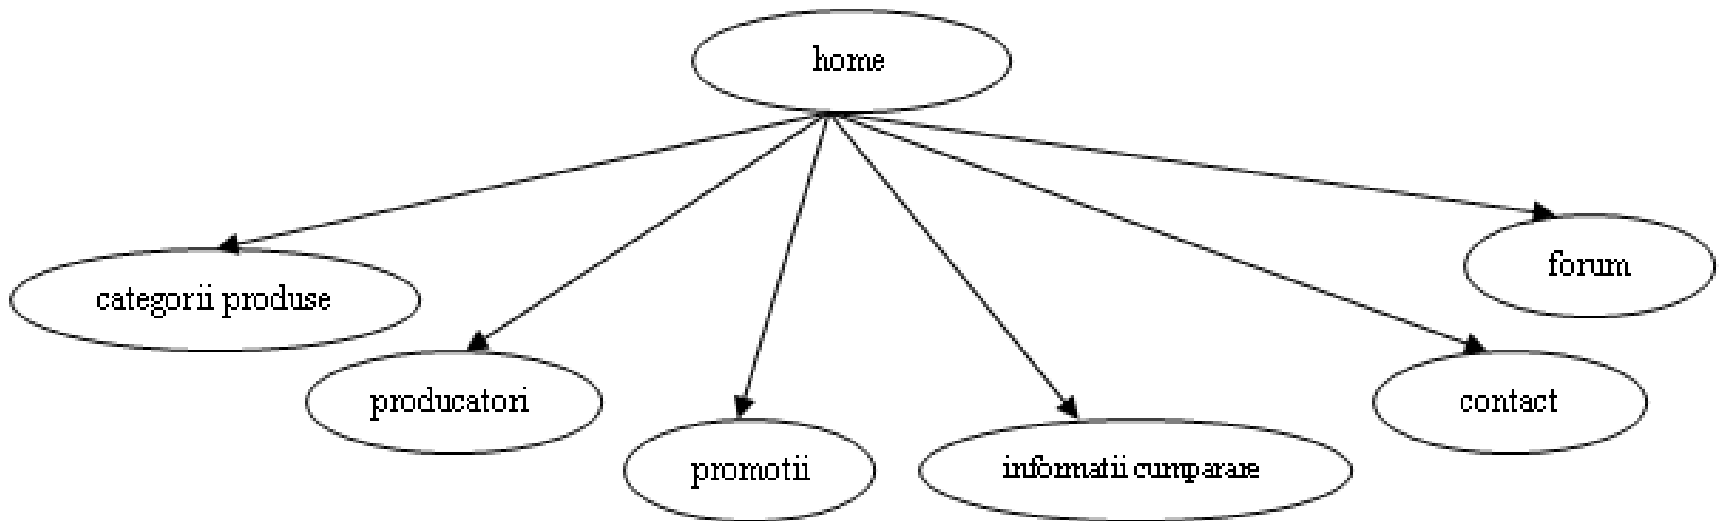 home
forum
categorii produse
producatori
contact
promotii
informatii cumparare